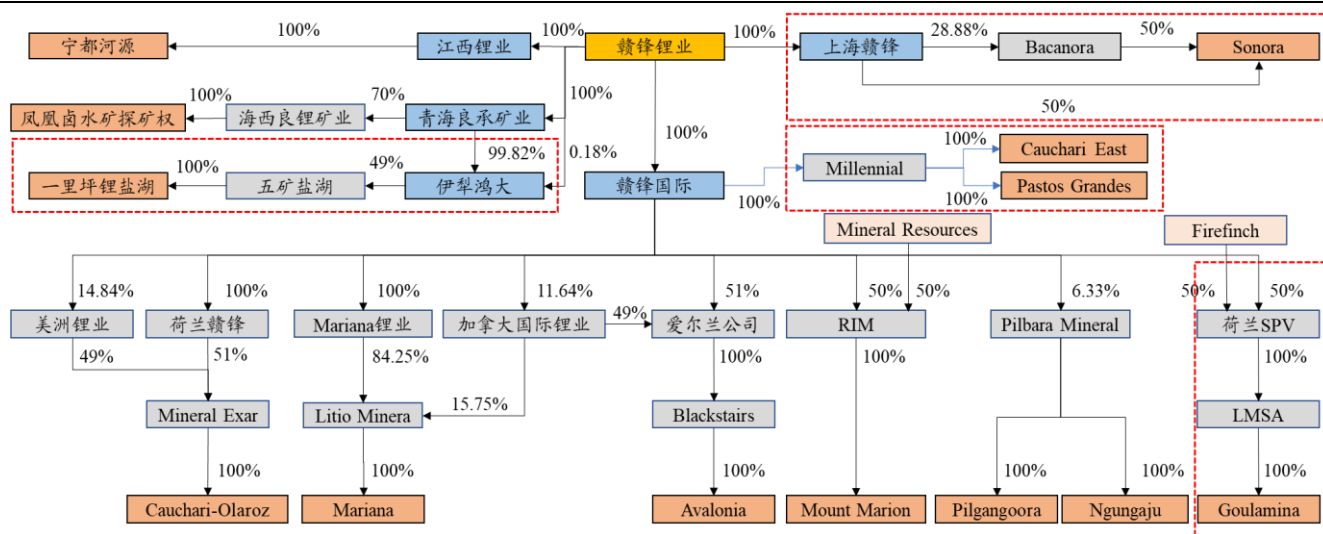 宁都河源
100%
江西锂业
100%
赣锋锂业
100%
上海赣锋
28.88%
Bacanora
50%
Sonora
50%
凤凰卤水矿探矿权
100%
海西良锂矿业
70%
青海良承矿业
100%
100%
99.82%
0.18%
一里坪锂盐湖
100%
五矿盐湖
49%
伊犁鸿大
赣锋国际
100%
Millennial
100%
Cauchari East
100%
Pastos Grandes
Mineral Resources
Firefinch
14.84%
100%
100%
11.64%
51%
50%
50%
6.33%
50%
50%
美洲锂业
荷兰赣锋
Mariana锂业
加拿大国际锂业
49%
爱尔兰公司
RIM
Pilbara Mineral
荷兰SPV
49%
51%
84.25%
100%
100%
100%
Mineral Exar
Litio Minera
15.75%
Blackstairs
LMSA
100%
100%
100%
100%
100%
100%
Cauchari-Olaroz
Mariana
Avalonia
Mount Marion
Pilgangoora
Ngungaju
Goulamina